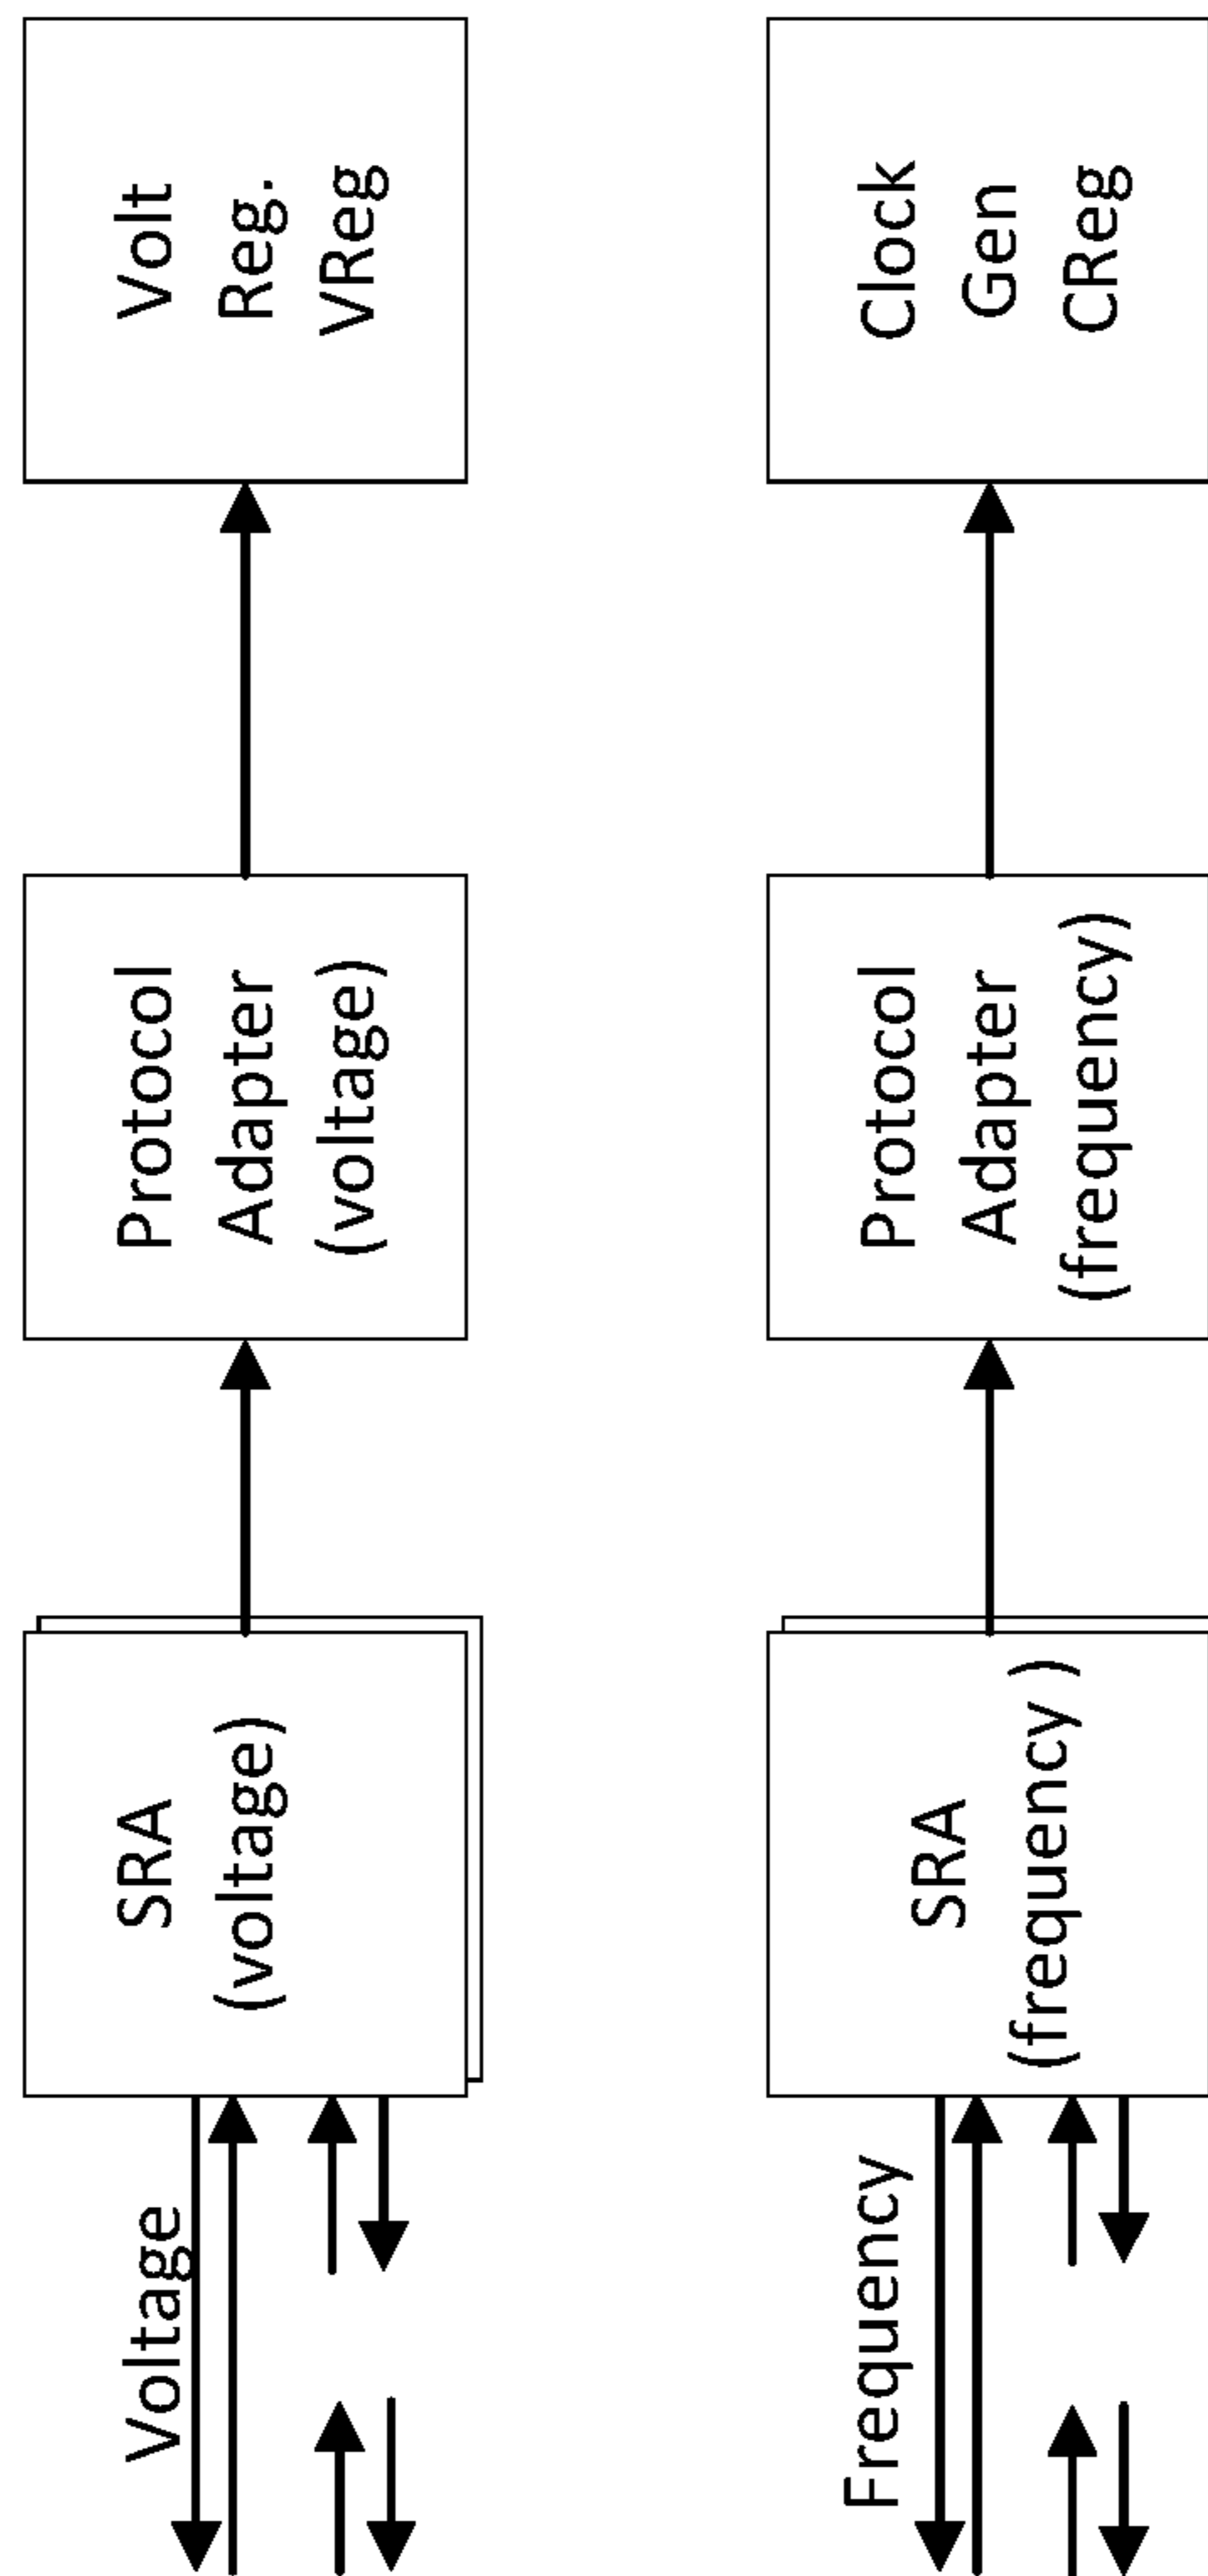 Voltage
SRA
(voltage)
Protocol
Adapter
(voltage)
Volt
Reg.
VReg
Frequency
SRA
(frequency )
Protocol
Adapter
(frequency)
Clock
Gen
CReg